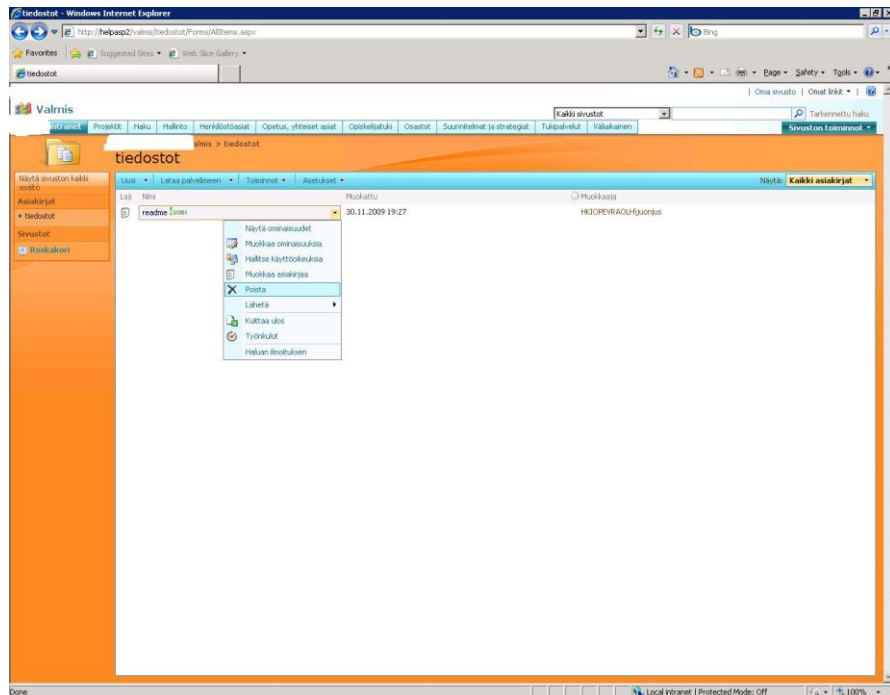 tiedostot - Windows Internet Explorer
http://helpasp2/valmis/tiedostot/Forms/AllItems.aspx
Bing
Favorites Suggested Sites Web Slice Gallery
tiedostot
Page Safety Tools
Oma sivusto | Omat linkit
Valmis
Kaikki sivustot
Tarkennettu haku
Intranet Projektit Haku Hallinto Henkilöstöasiat Opetus, yhteiset asiat Opiskelijatuki Osastot Suunnitelmat ja strategiat Tukipalvelut Väliaikainen
Sivuston toiminnot
almis > tiedostot
tiedostot
Näytä sivuston kaikki sisältö
Asiakirjat
tiedostot
Sivustot
Roskakori
Uusi Lataa palvelimeen Toiminnot Asetukset
Näytä: Kaikki asiakirjat
Laji Nimi Muokattu Muokkaaja
readme ! uusi 30.11.2009 19:27
Näytä ominaisuudet
Muokkaa ominaisuuksia
Hallitse käyttöoikeuksia
Muokkaa asiakirjaa
Poista
Lähetä
Kuittaa ulos
Työnkulut
Haluan ilmoituksen
Done
Local intranet | Protected Mode: Off
100%